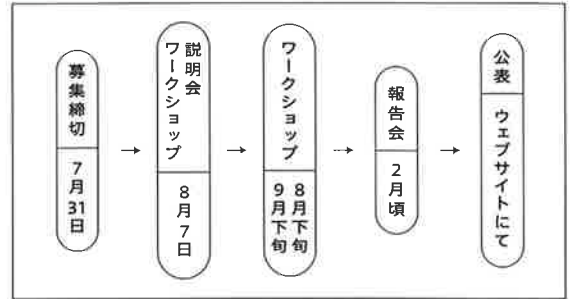 募集締切
7月31日
説明会
ワークショップ
8月7日
ワークショップ
8月下旬
9月下旬
報告会
2月頃
公表
ウェブサイトにて